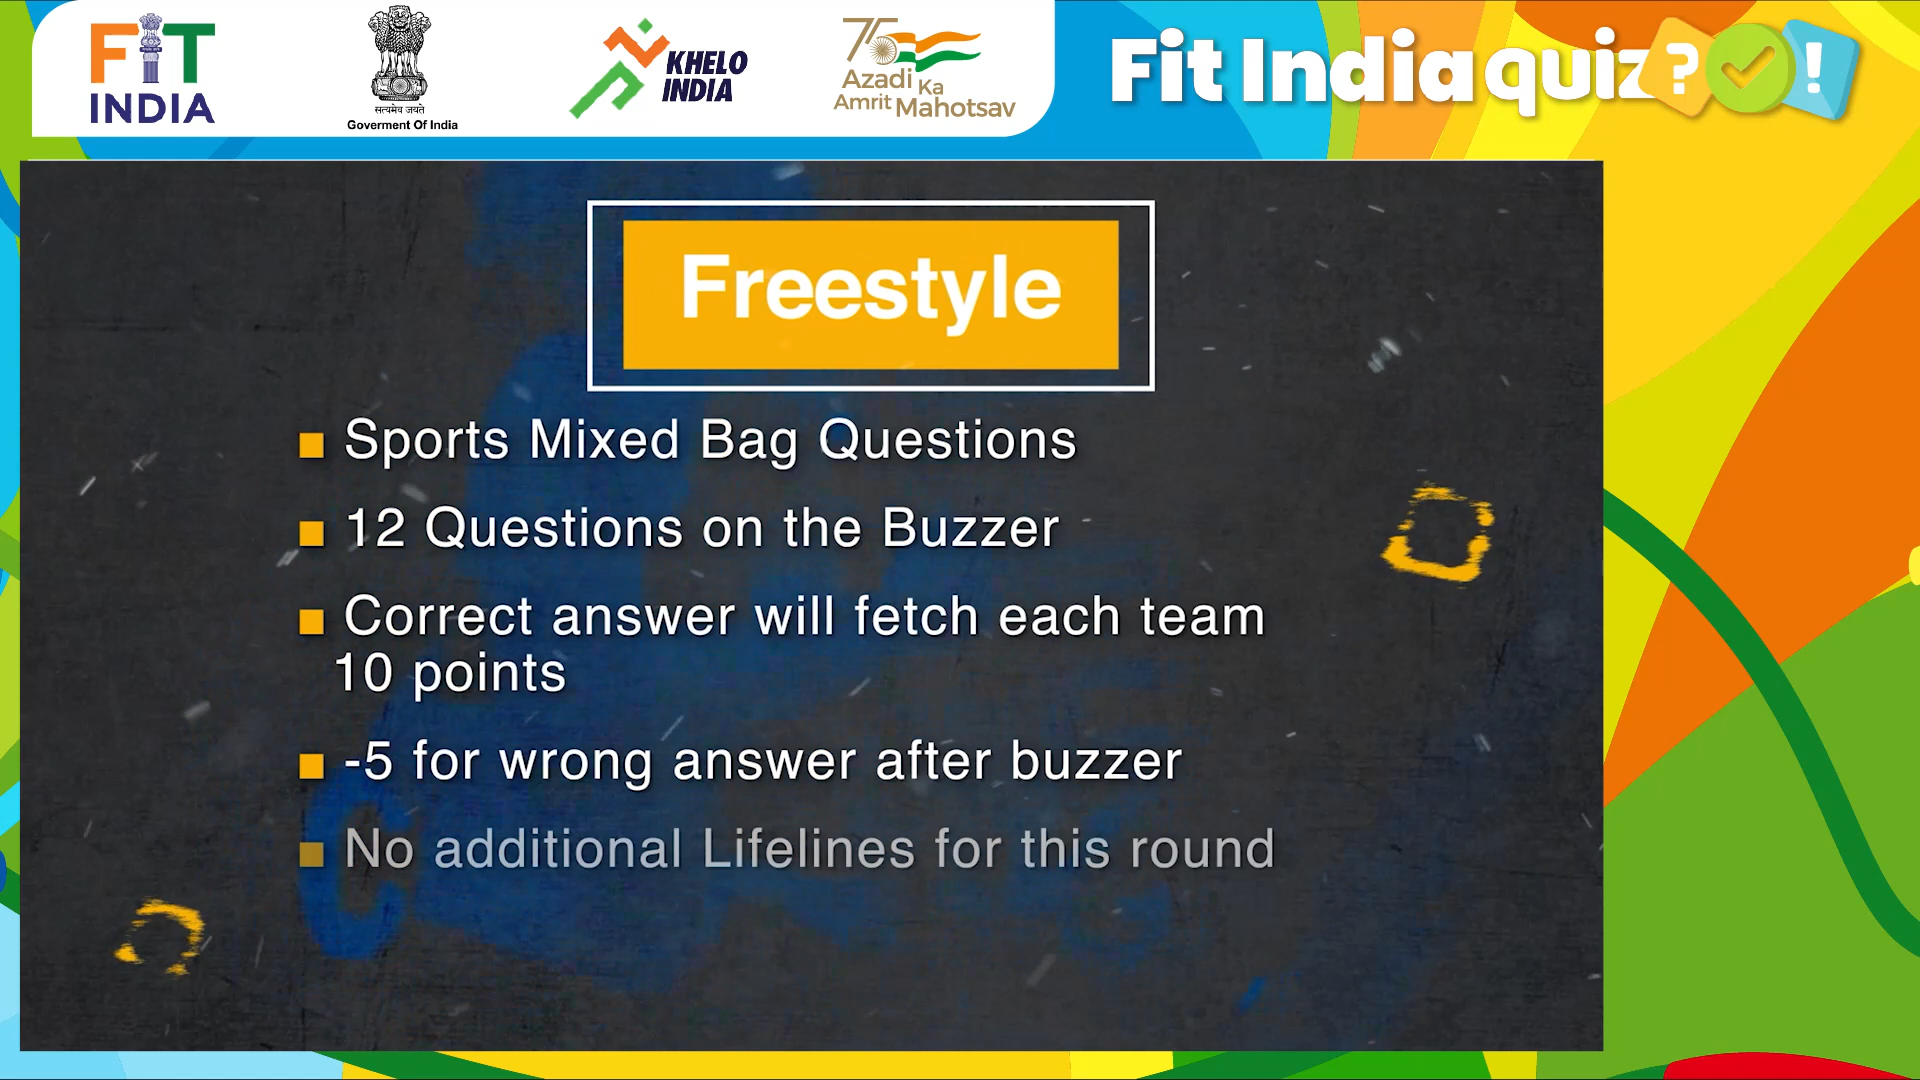 FIT
INDIA
सत्यमेव जयते
Goverment Of India
KHELO
INDIA
75
Azadi Ka
Amrit Mahotsav
Fit India quiz ? !
Freestyle
■ Sports Mixed Bag Questions
■ 12 Questions on the Buzzer
■ Correct answer will fetch each team
10 points
■ -5 for wrong answer after buzzer
■ No additional Lifelines for this round